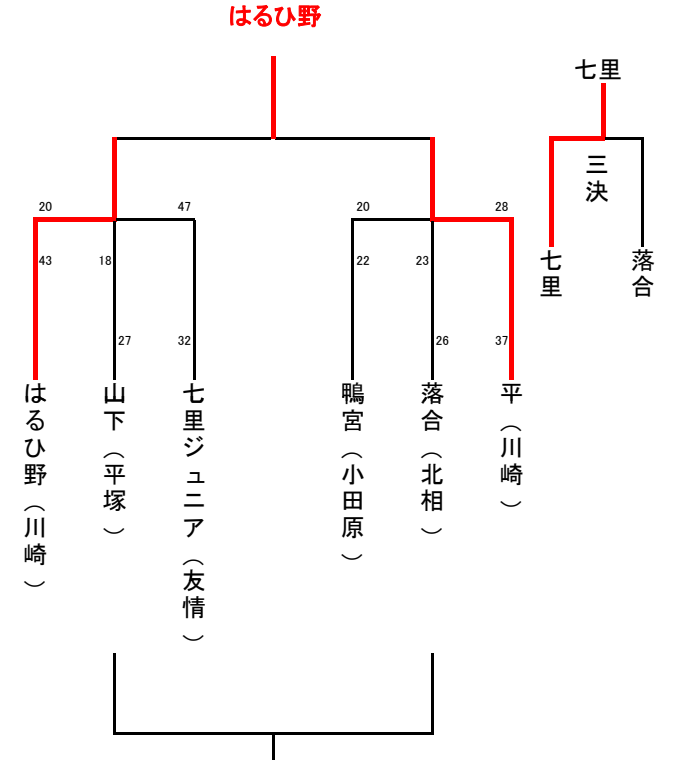 はるひ野
七里
三決
七里
落合
20
47
20
28
43
18
22
23
27
32
26
37
はるひ野（川崎）
山下（平塚）
七里ジュニア（友情）
鴨宮（小田原）
落合（北相）
平（川崎）